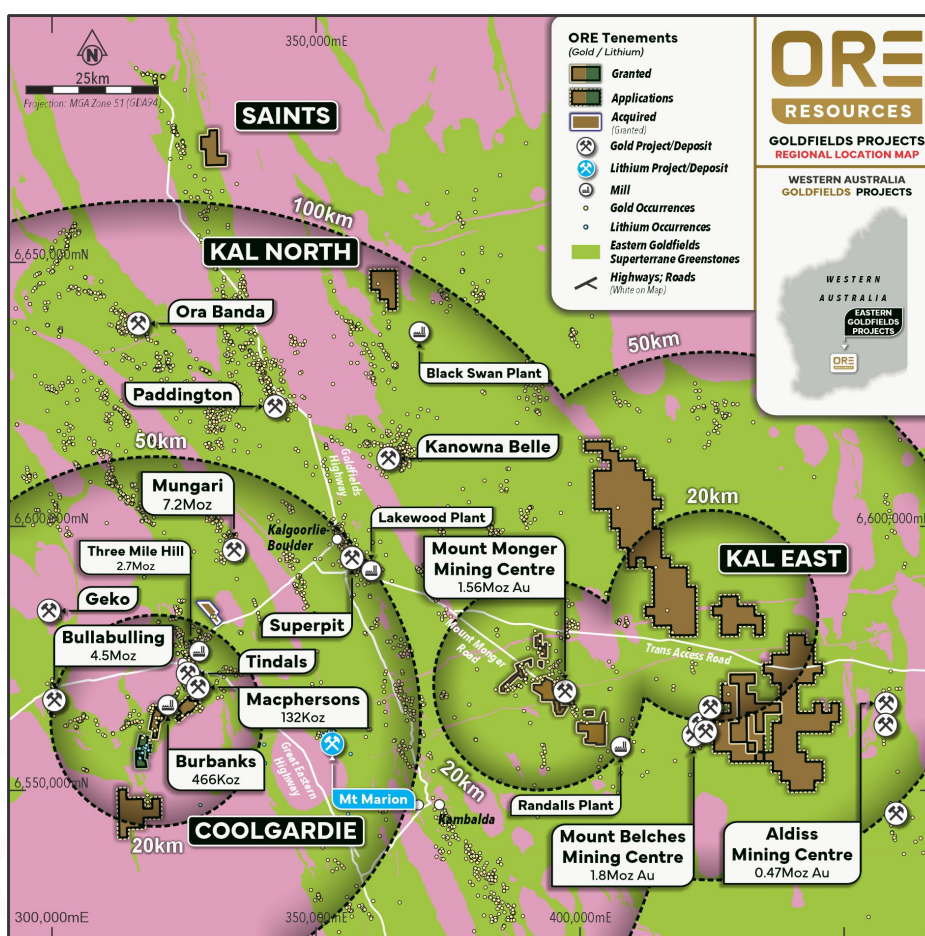 N
25km
Projection: MGA Zone 51 (GDA94)
350,000mE
SAINTS
100km
KAL NORTH
6,650,000mN
Ora Banda
Black Swan Plant
Paddington
50km
Kanowna Belle
50km
Goldfields
Highway
20km
Mungari
7.2Moz
6,600,000mN
6,600,000m
Kalgoorlie
Boulder
Lakewood Plant
Three Mile Hill
2.7Moz
Mount Monger
Mining Centre
1.56Moz Au
KAL EAST
Geko
Superpit
Bullabulling
4.5Moz
Mount Monger
Road
Trans Access Road
Tindals
Macphersons
132Koz
Burbanks
466Koz
Great Eastern
Highway
Mt Marion
20km
Kambalda
6,550,000mN
Randalls Plant
COOLGARDIE
20km
Mount Belches
Mining Centre
1.8Moz Au
Aldiss
Mining Centre
0.47Moz Au
300,000mE
350,000mE
400,000mE
ORE Tenements
(Gold / Lithium)
Granted
Applications
Acquired
(Granted)
Gold Project/Deposit
Lithium Project/Deposit
Mill
Gold Occurrences
Lithium Occurrences
Eastern Goldfields
Superterrane Greenstones
Highways; Roads
(White on Map)
ORE
RESOURCES
GOLDFIELDS PROJECTS
REGIONAL LOCATION MAP
WESTERN AUSTRALIA
GOLDFIELDS PROJECTS
WESTERN
AUSTRALIA
EASTERN
GOLDFIELDS
PROJECTS
ORE